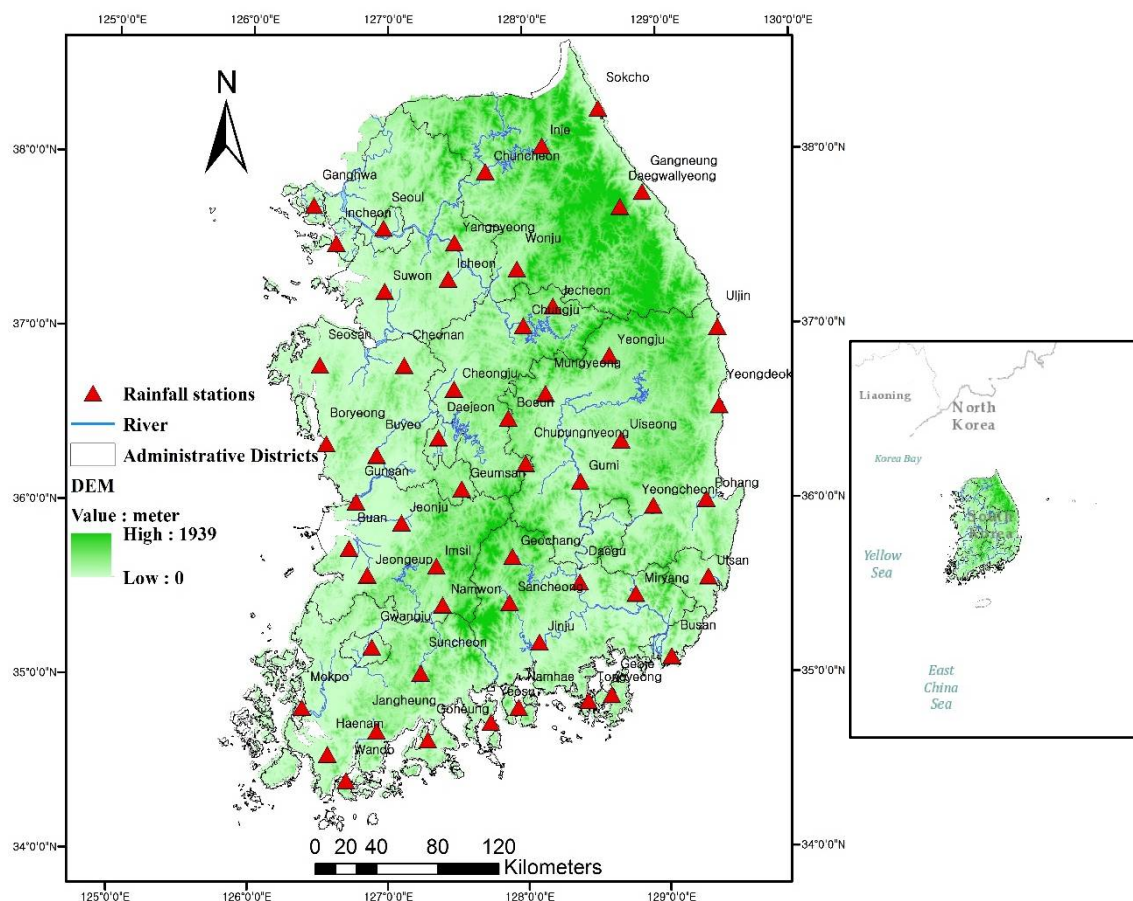 125°0'0"E
126°0'0"E
127°0'0"E
128°0'0"E
129°0'0"E
130°0'0"E
N
Sokcho
Inje
Chuncheon
Gangneung
Daegwallyeong
38°0'0"N
38°0'0"N
Ganghwa
Seoul
Incheon
Yangpyeong
Wonju
Suwon
Icheon
Jecheon
Chungju
Uljin
37°0'0"N
37°0'0"N
Seosan
Cheonan
Yeongju
Mungyeong
Cheongju
Yeongdeok
Boeun
Rainfall stations
River
Administrative Districts
Boryeong
Daejeon
Buyeo
Chupungnyeong
Uiseong
Gunsan
Geumsan
Gumi
Yeongcheon
Pohang
36°0'0"N
36°0'0"N
DEM
Value : meter
High : 1939
Low : 0
Buan
Jeonju
Jeongeup
Imsil
Geochang
Daegu
Ulsan
Namwon
Sancheong
Miryang
Gwangju
Suncheon
Jinju
Busan
35°0'0"N
35°0'0"N
Mokpo
Jangheung
Goheung
Yeosu
Namhae
Tongyeong
Geoje
Haenam
Wando
34°0'0"N
34°0'0"N
0 20 40 80 120
Kilometers
125°0'0"E
126°0'0"E
127°0'0"E
128°0'0"E
129°0'0"E
Liaoning
North
Korea
Korea Bay
South
Korea
Yellow
Sea
East
China
Sea